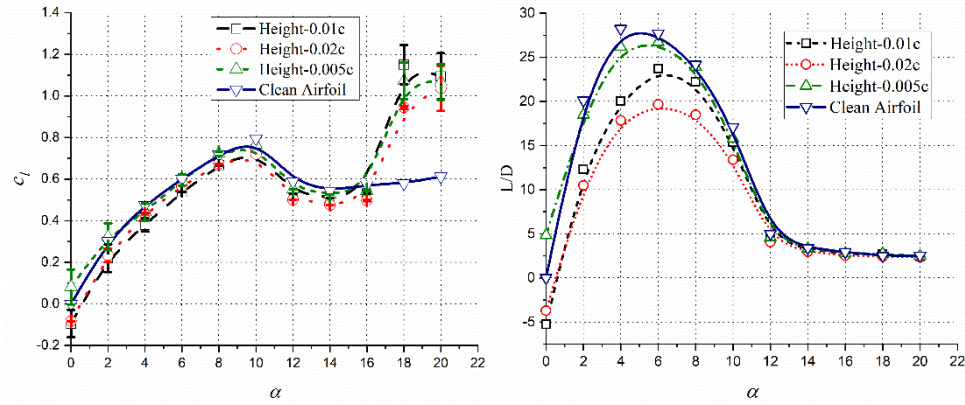 1.4
1.2
1.0
0.8
0.6
0.4
0.2
0.0
-0.2
c_l
0 2 4 6 8 10 12 14 16 18 20 22
α
Height-0.01c
Height-0.02c
Height-0.005c
Clean Airfoil
30
25
20
15
10
5
0
-5
L/D
0 2 4 6 8 10 12 14 16 18 20 22
α
Height-0.01c
Height-0.02c
Height-0.005c
Clean Airfoil